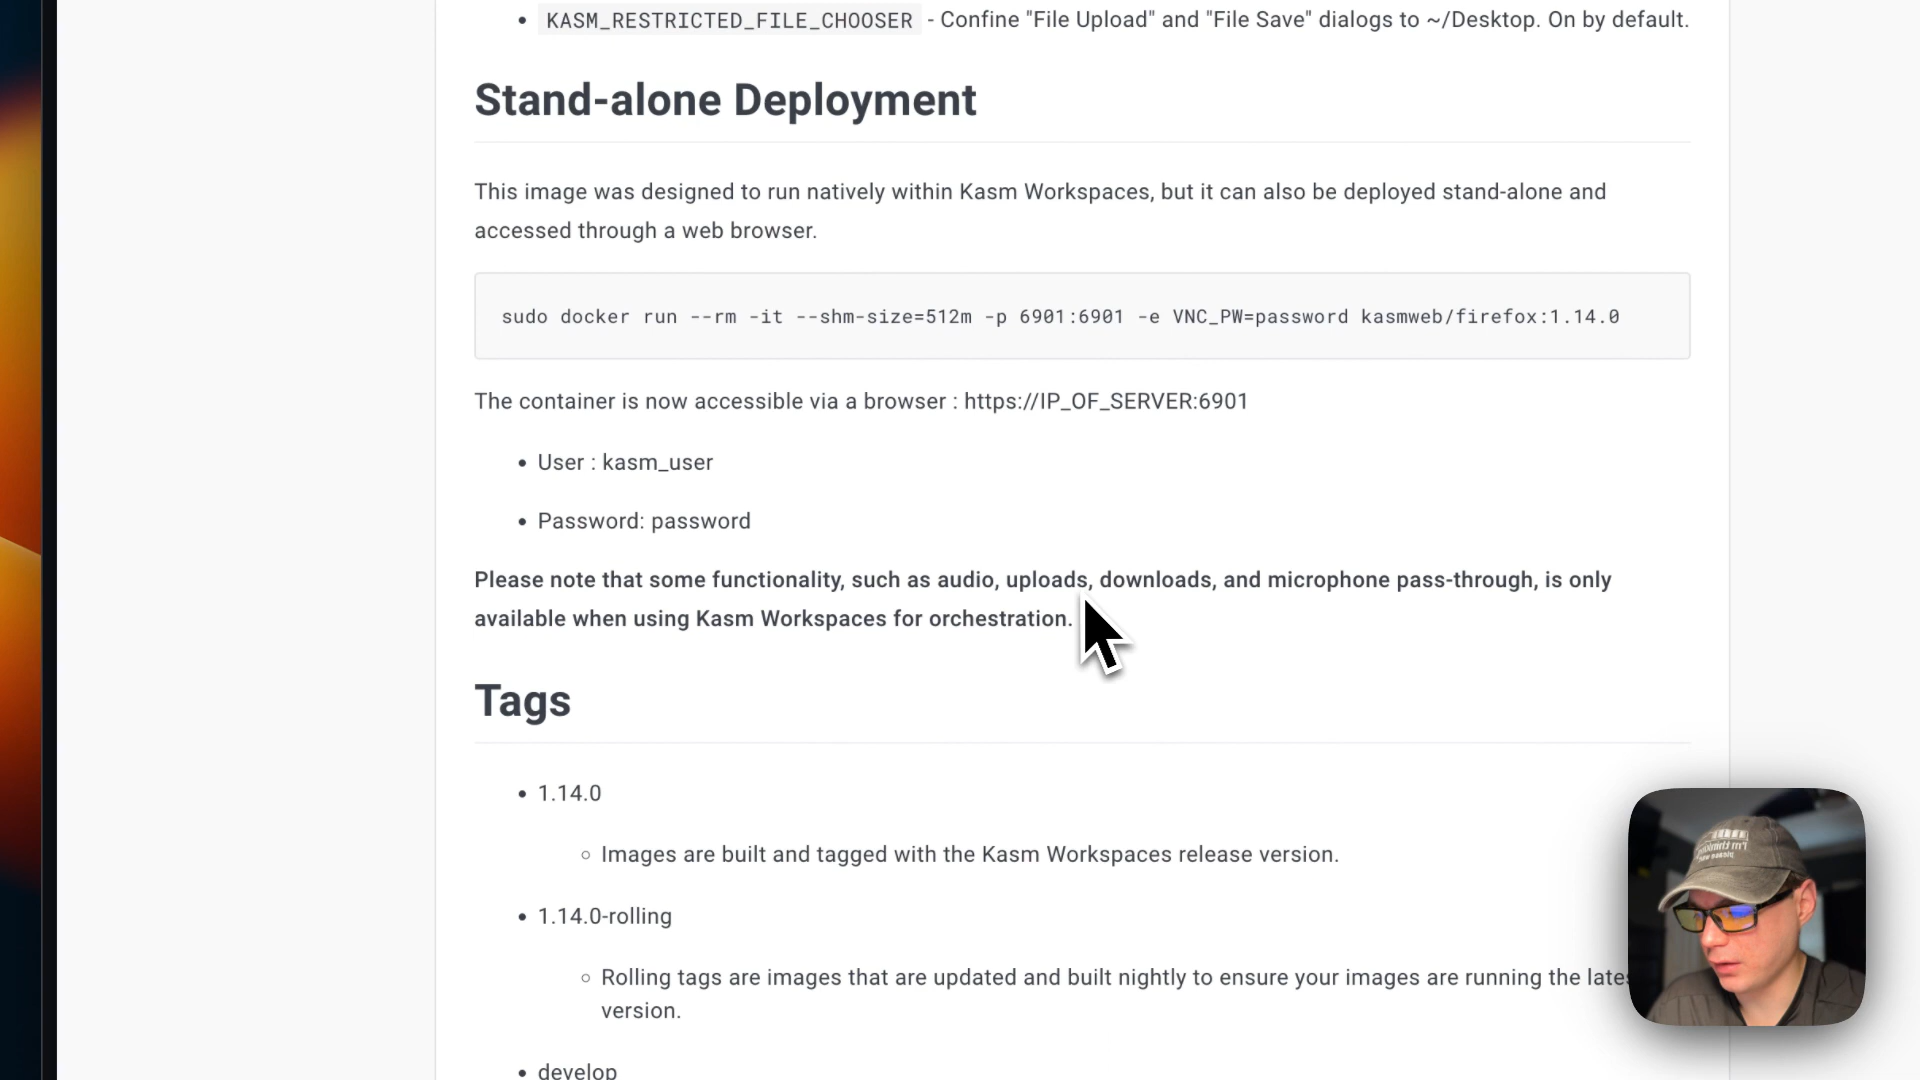 KASM_RESTRICTED_FILE_CHOOSER - Confine "File Upload" and "File Save" dialogs to ~/Desktop. On by default.
Stand-alone Deployment
This image was designed to run natively within Kasm Workspaces, but it can also be deployed stand-alone and
accessed through a web browser.
sudo docker run --rm -it --shm-size=512m -p 6901:6901 -e VNC_PW=password kasmweb/firefox:1.14.0
The container is now accessible via a browser : https://IP_OF_SERVER:6901
User : kasm_user
Password: password
Please note that some functionality, such as audio, uploads, downloads, and microphone pass-through, is only
available when using Kasm Workspaces for orchestration.
Tags
1.14.0
Images are built and tagged with the Kasm Workspaces release version.
1.14.0-rolling
Rolling tags are images that are updated and built nightly to ensure your images are running the
version.
develop